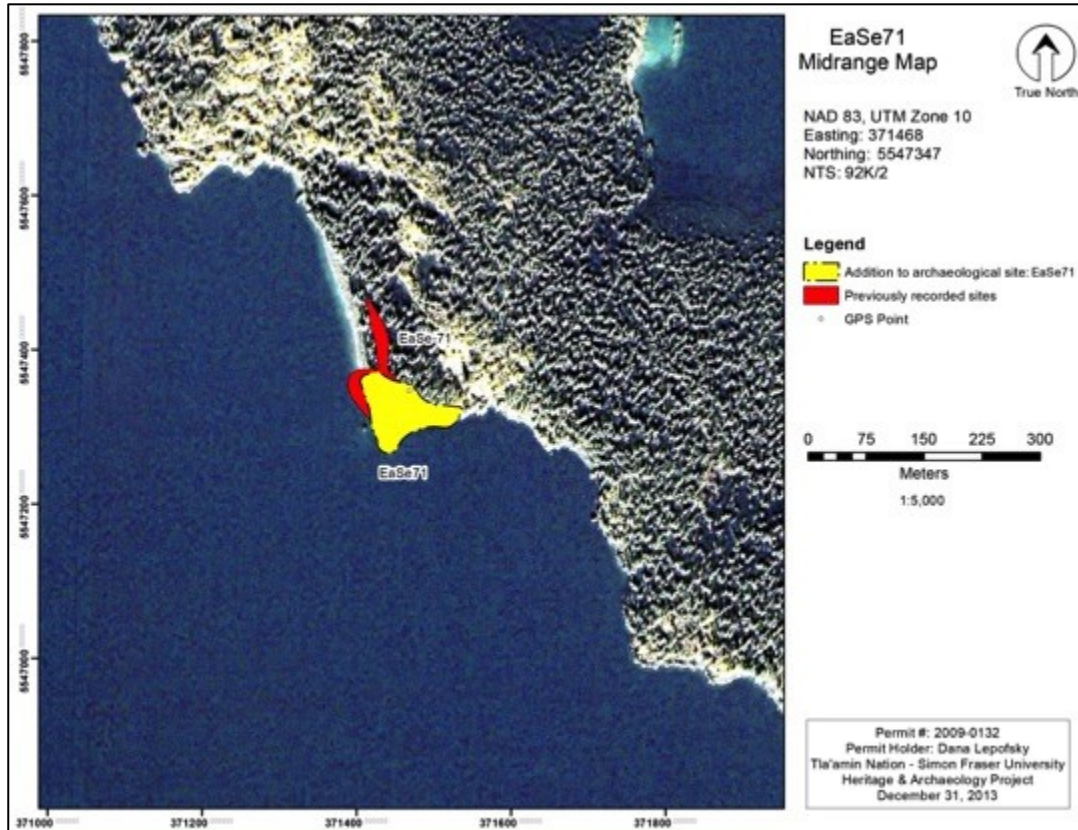 EaSe71
Midrange Map
True North
NAD 83, UTM Zone 10
Easting: 371468
Northing: 5547347
NTS: 92K/2
Legend
Addition to archaeological site: EaSe71
Previously recorded sites
GPS Point
0 75 150 225 300
Meters
1:5,000
Permit #: 2009-0132
Permit Holder: Dana Lepofsky
Tla'amin Nation - Simon Fraser University
Heritage & Archaeology Project
December 31, 2013
EaSe-71
EaSe71
5547800
5547600
5547400
5547200
5547000
371000
371200
371400
371600
371800